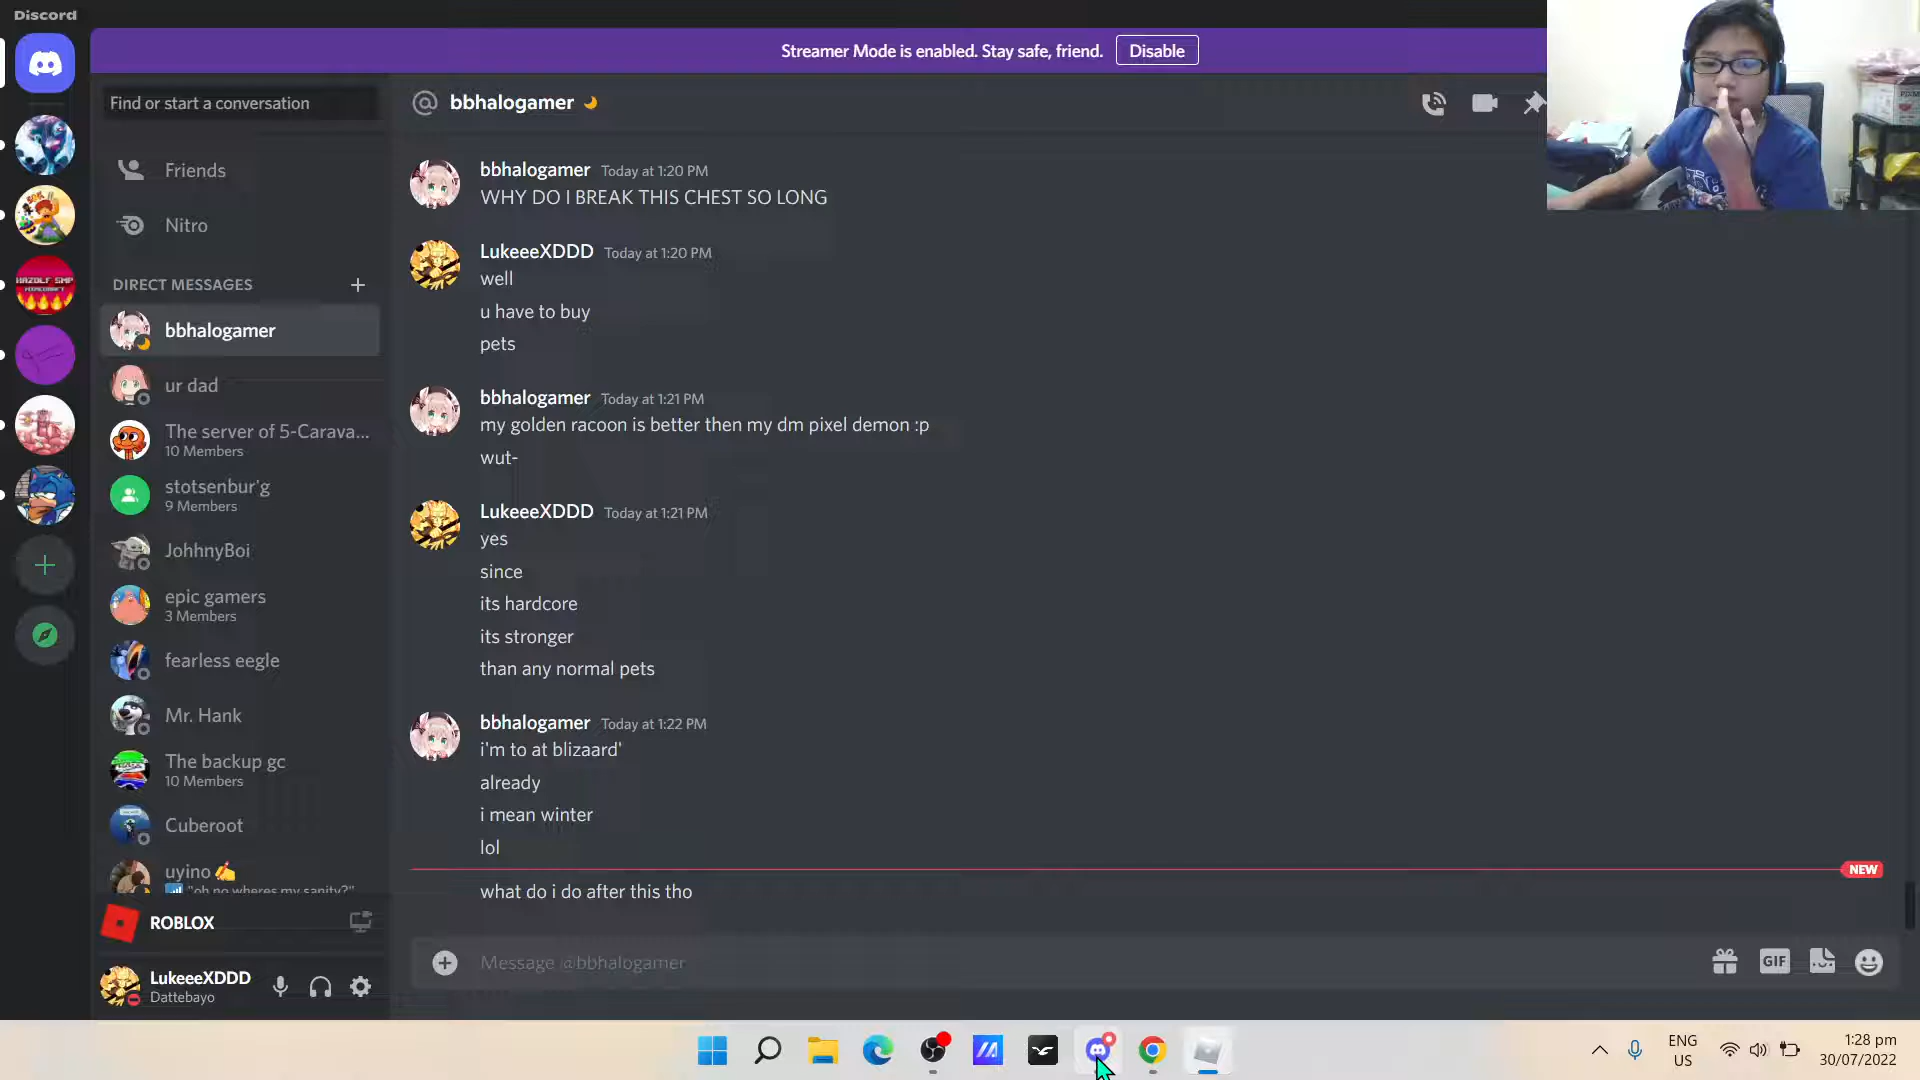 Discord
Streamer Mode is enabled. Stay safe, friend.
Disable
Find or start a conversation
bbhalogamer
Friends
Nitro
DIRECT MESSAGES
bbhalogamer
ur dad
The server of 5-Carava...
10 Members
stotsenbur'g
9 Members
JohhnyBoi
epic gamers
3 Members
fearless eegle
Mr. Hank
The backup gc
10 Members
Cuberoot
uyino✍
"oh no wheres my sanity?"
ROBLOX
LukeeeXDDD
Dattebayo
bbhalogamer Today at 1:20 PM
WHY DO I BREAK THIS CHEST SO LONG
LukeeeXDDD Today at 1:20 PM
well
u have to buy
pets
bbhalogamer Today at 1:21 PM
my golden racoon is better then my dm pixel demon :p
wut-
LukeeeXDDD Today at 1:21 PM
yes
since
its hardcore
its stronger
than any normal pets
bbhalogamer Today at 1:22 PM
i'm to at blizaard'
already
i mean winter
lol
NEW
what do i do after this tho
Message @bbhalogamer
GIF
ENG
US
1:28 pm
30/07/2022